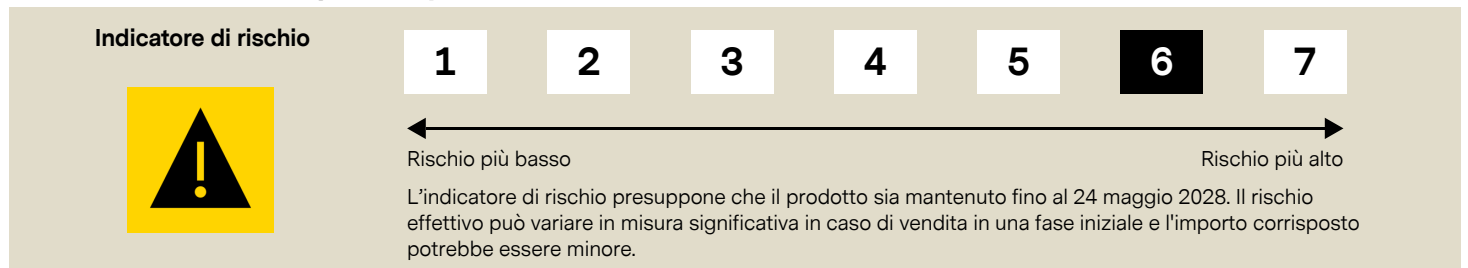 Indicatore di rischio
1 2 3 4 5 6 7
Rischio più basso Rischio più alto
L'indicatore di rischio presuppone che il prodotto sia mantenuto fino al 24 maggio 2028. Il rischio
effettivo può variare in misura significativa in caso di vendita in una fase iniziale e l'importo corrisposto
potrebbe essere minore.